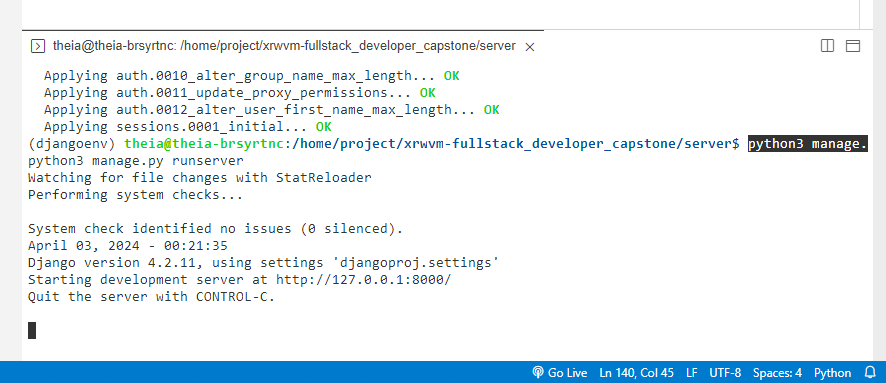 theia@theia-brsyrtnc: /home/project/xrwvm-fullstack_developer_capstone/server
Applying auth.0010_alter_group_name_max_length... OK
Applying auth.0011_update_proxy_permissions... OK
Applying auth.0012_alter_user_first_name_max_length... OK
Applying sessions.0001_initial... OK
(djangoenv) theia@theia-brsyrtnc:/home/project/xrwvm-fullstack_developer_capstone/server$ python3 manage.
python3 manage.py runserver
Watching for file changes with StatReloader
Performing system checks...
System check identified no issues (0 silenced).
April 03, 2024 - 00:21:35
Django version 4.2.11, using settings 'djangoproj.settings'
Starting development server at http://127.0.0.1:8000/
Quit the server with CONTROL-C.
Go Live Ln 140, Col 45 LF UTF-8 Spaces: 4 Python